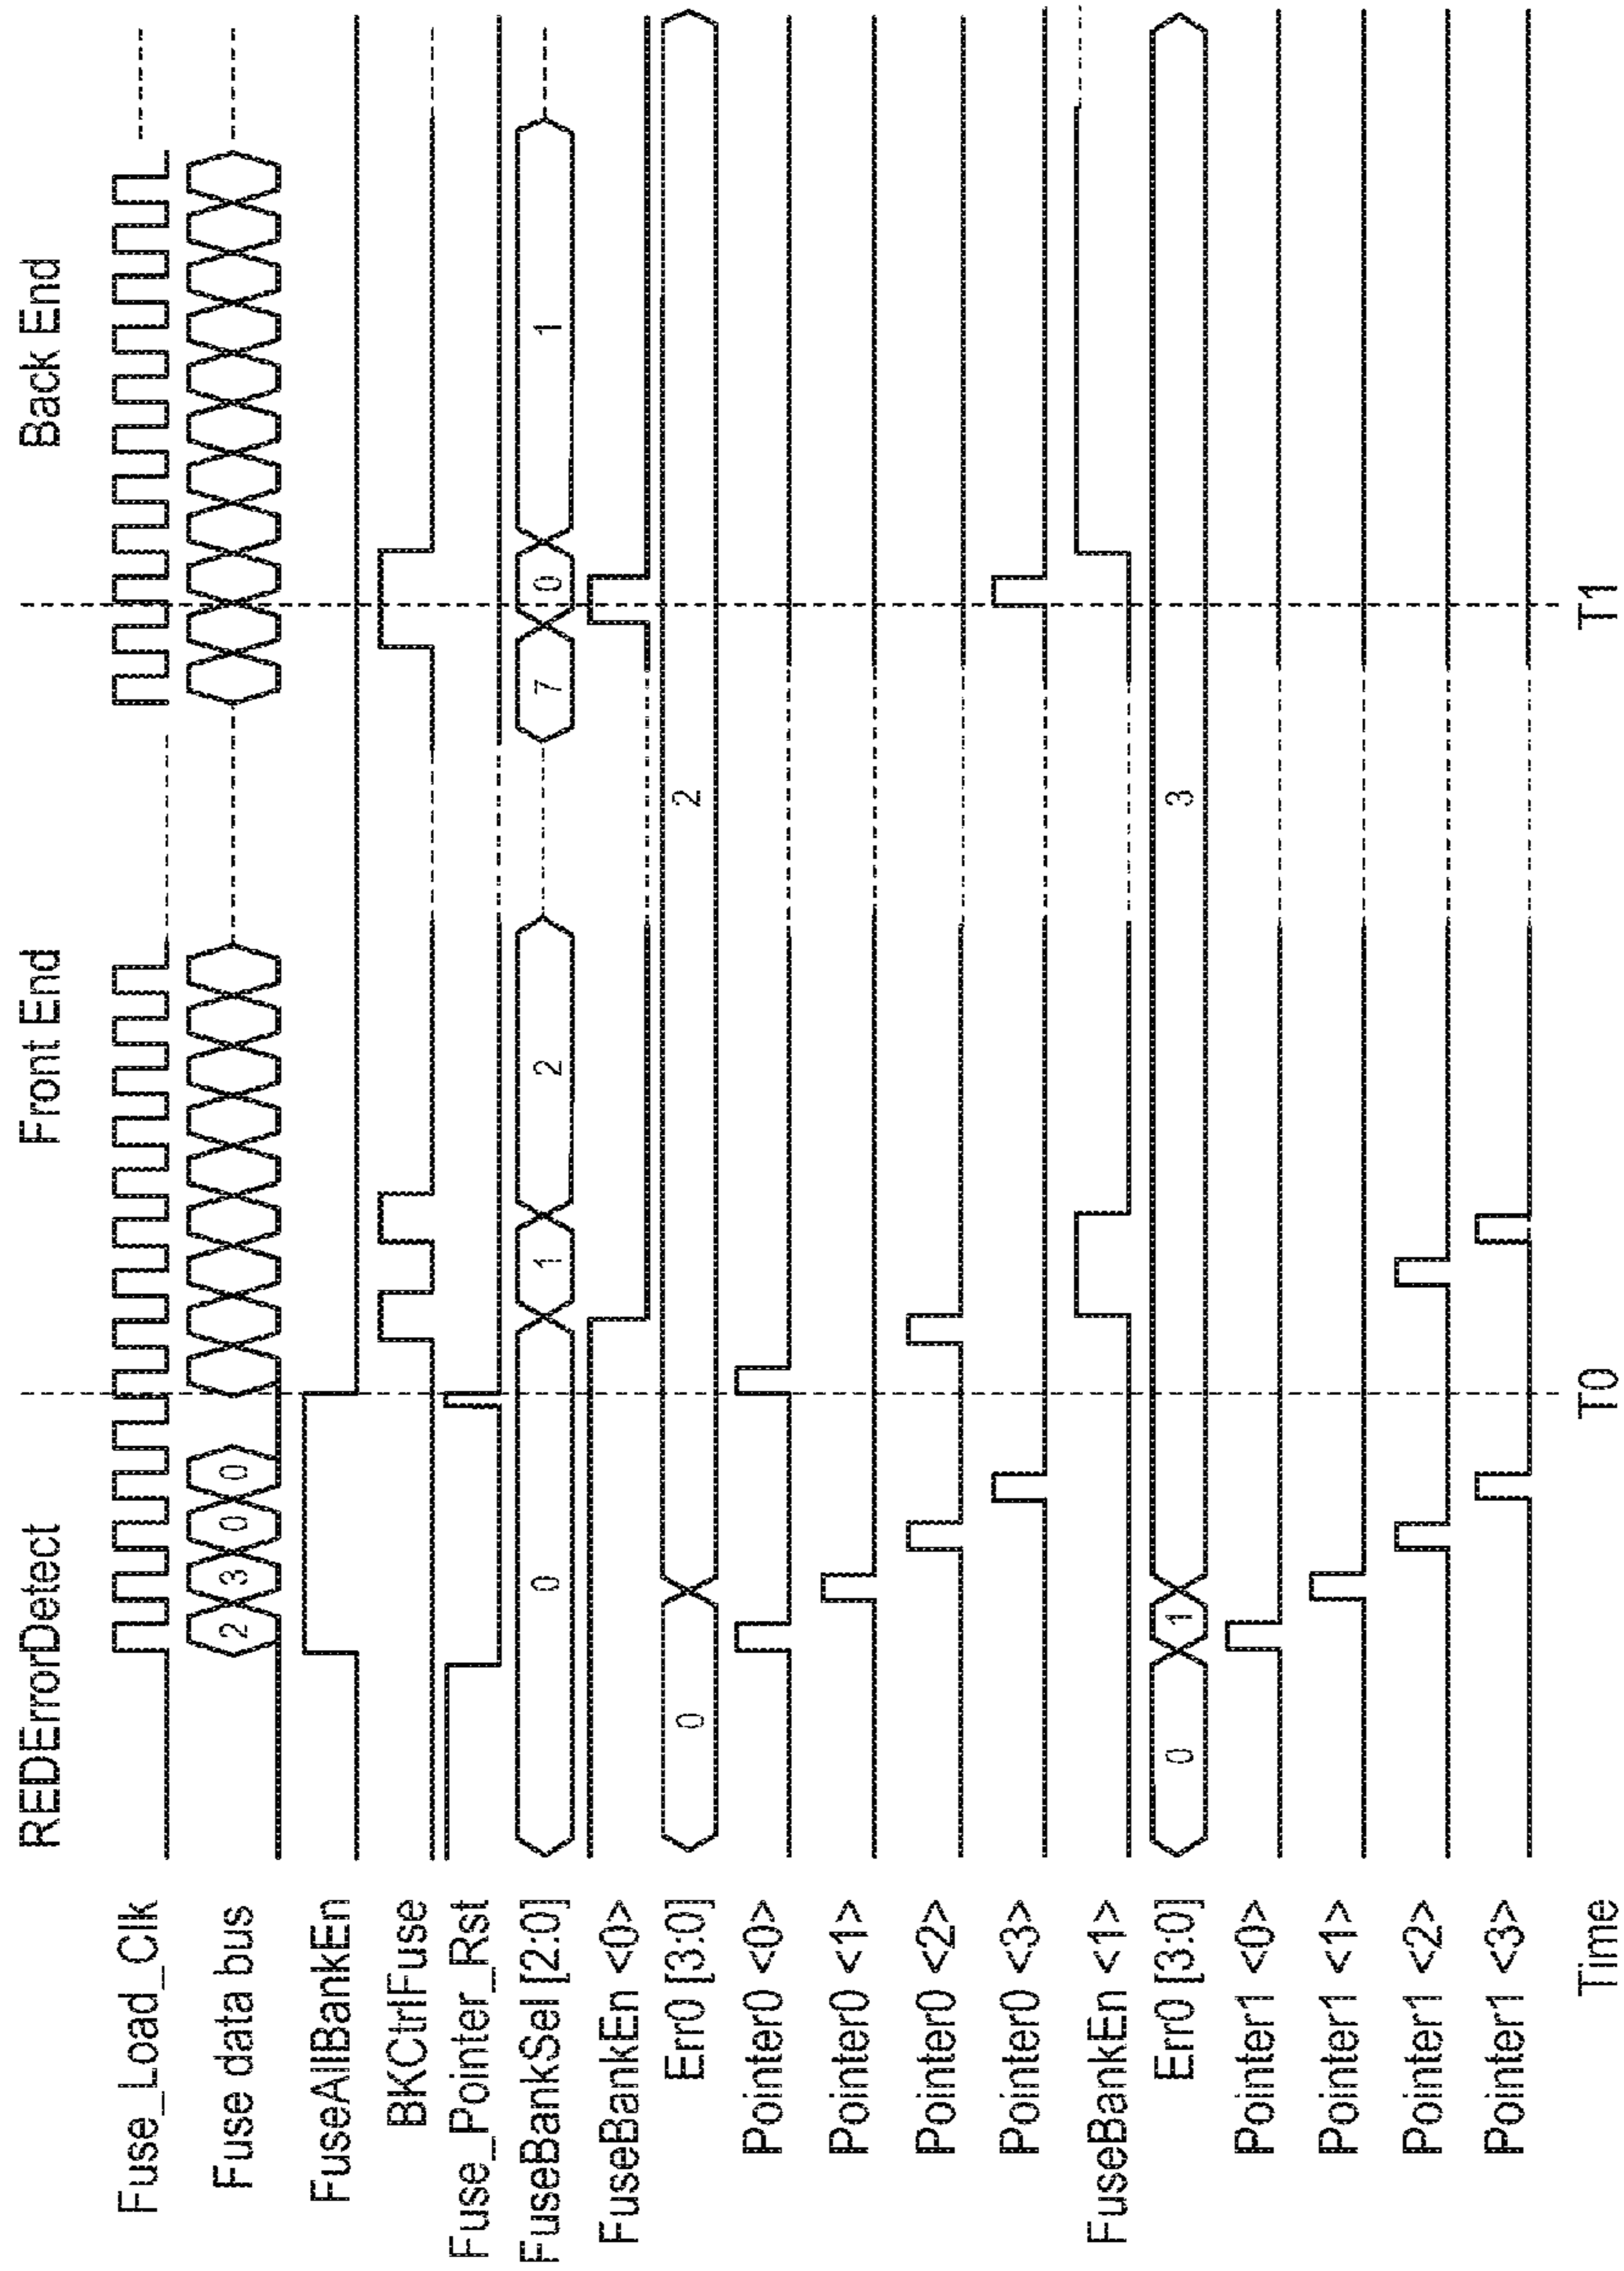 REDErrorDetect Front End Back End
Fuse_Load_Clk
Fuse data bus 2 3 0 0
FuseAllBankEn
BKCtrlFuse
Fuse_Pointer_Rst
FuseBankSel [2:0] 0 1 2 7 0 1
FuseBankEn <0>
Err0 [3:0] 0 2
Pointer0 <0>
Pointer0 <1>
Pointer0 <2>
Pointer0 <3>
FuseBankEn <1>
Err0 [3:0] 0 1 3
Pointer1 <0>
Pointer1 <1>
Pointer1 <2>
Pointer1 <3>
Time T0 T1